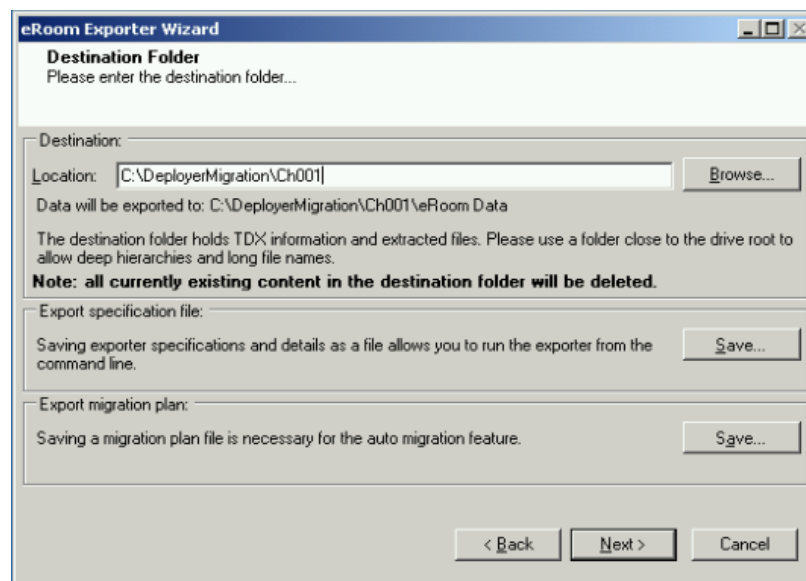 eRoom Exporter Wizard
Destination Folder
Please enter the destination folder...
Destination:
Location: C:\DeployerMigration\Ch001 Browse...
Data will be exported to: C:\DeployerMigration\Ch001\eRoom Data
The destination folder holds TDX information and extracted files. Please use a folder close to the drive root to
allow deep hierarchies and long file names.
Note: all currently existing content in the destination folder will be deleted.
Export specification file:
Saving exporter specifications and details as a file allows you to run the exporter from the
command line.
Save...
Export migration plan:
Saving a migration plan file is necessary for the auto migration feature.
Save...
< Back Next > Cancel